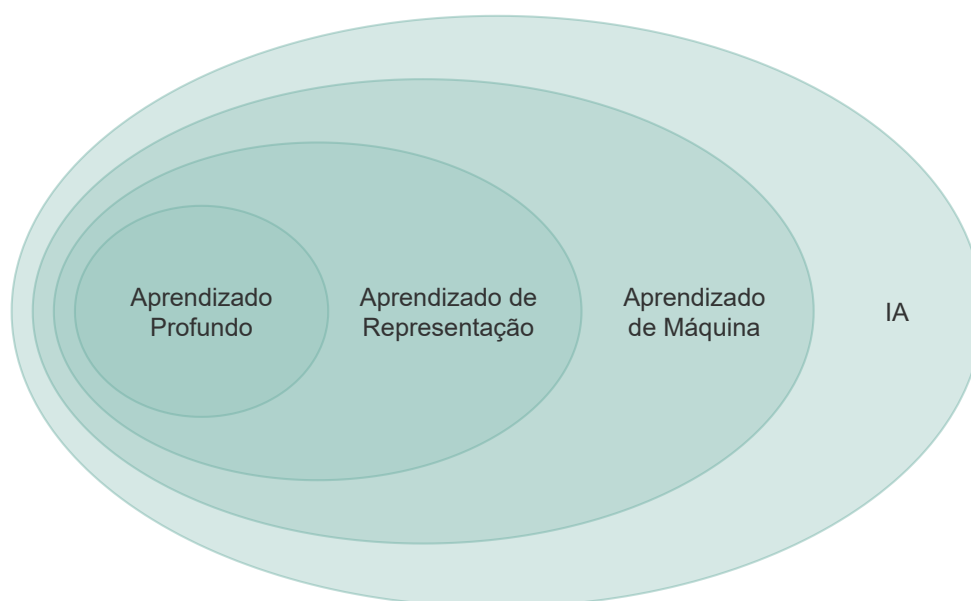 Aprendizado
Profundo
Aprendizado de
Representação
Aprendizado
de Máquina
IA